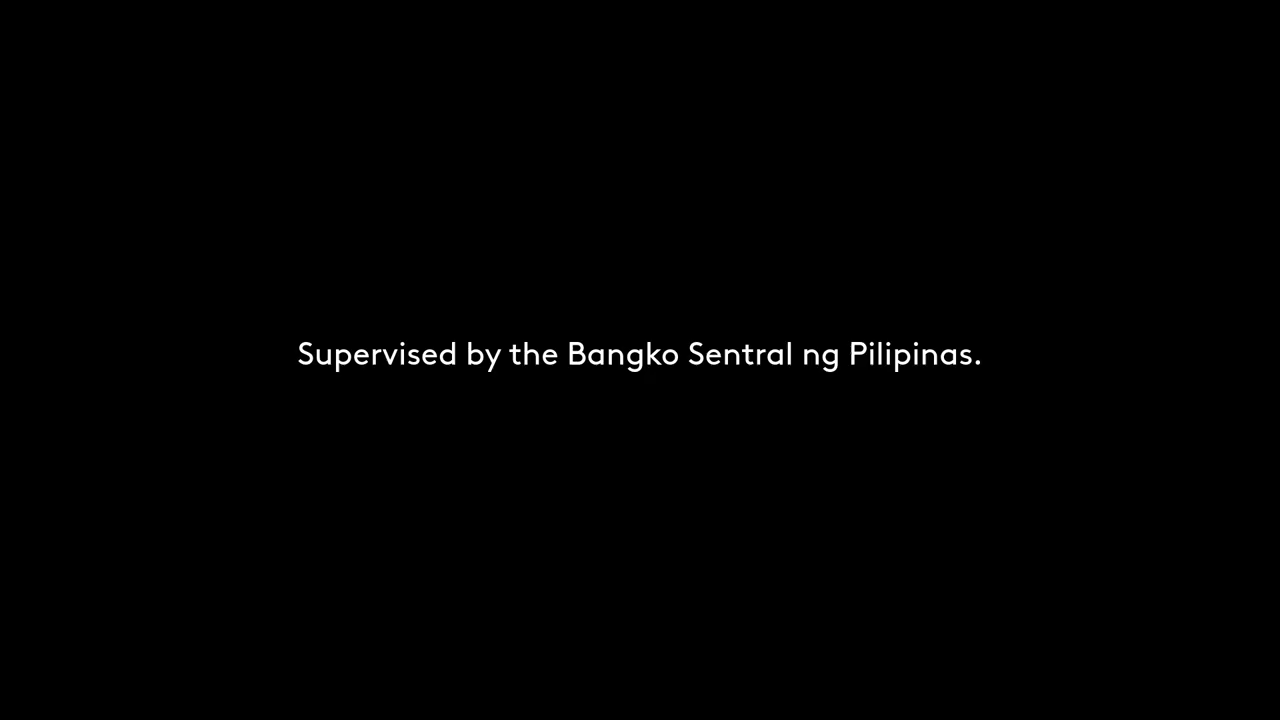 Supervised by the Bangko Sentral ng Pilipinas.